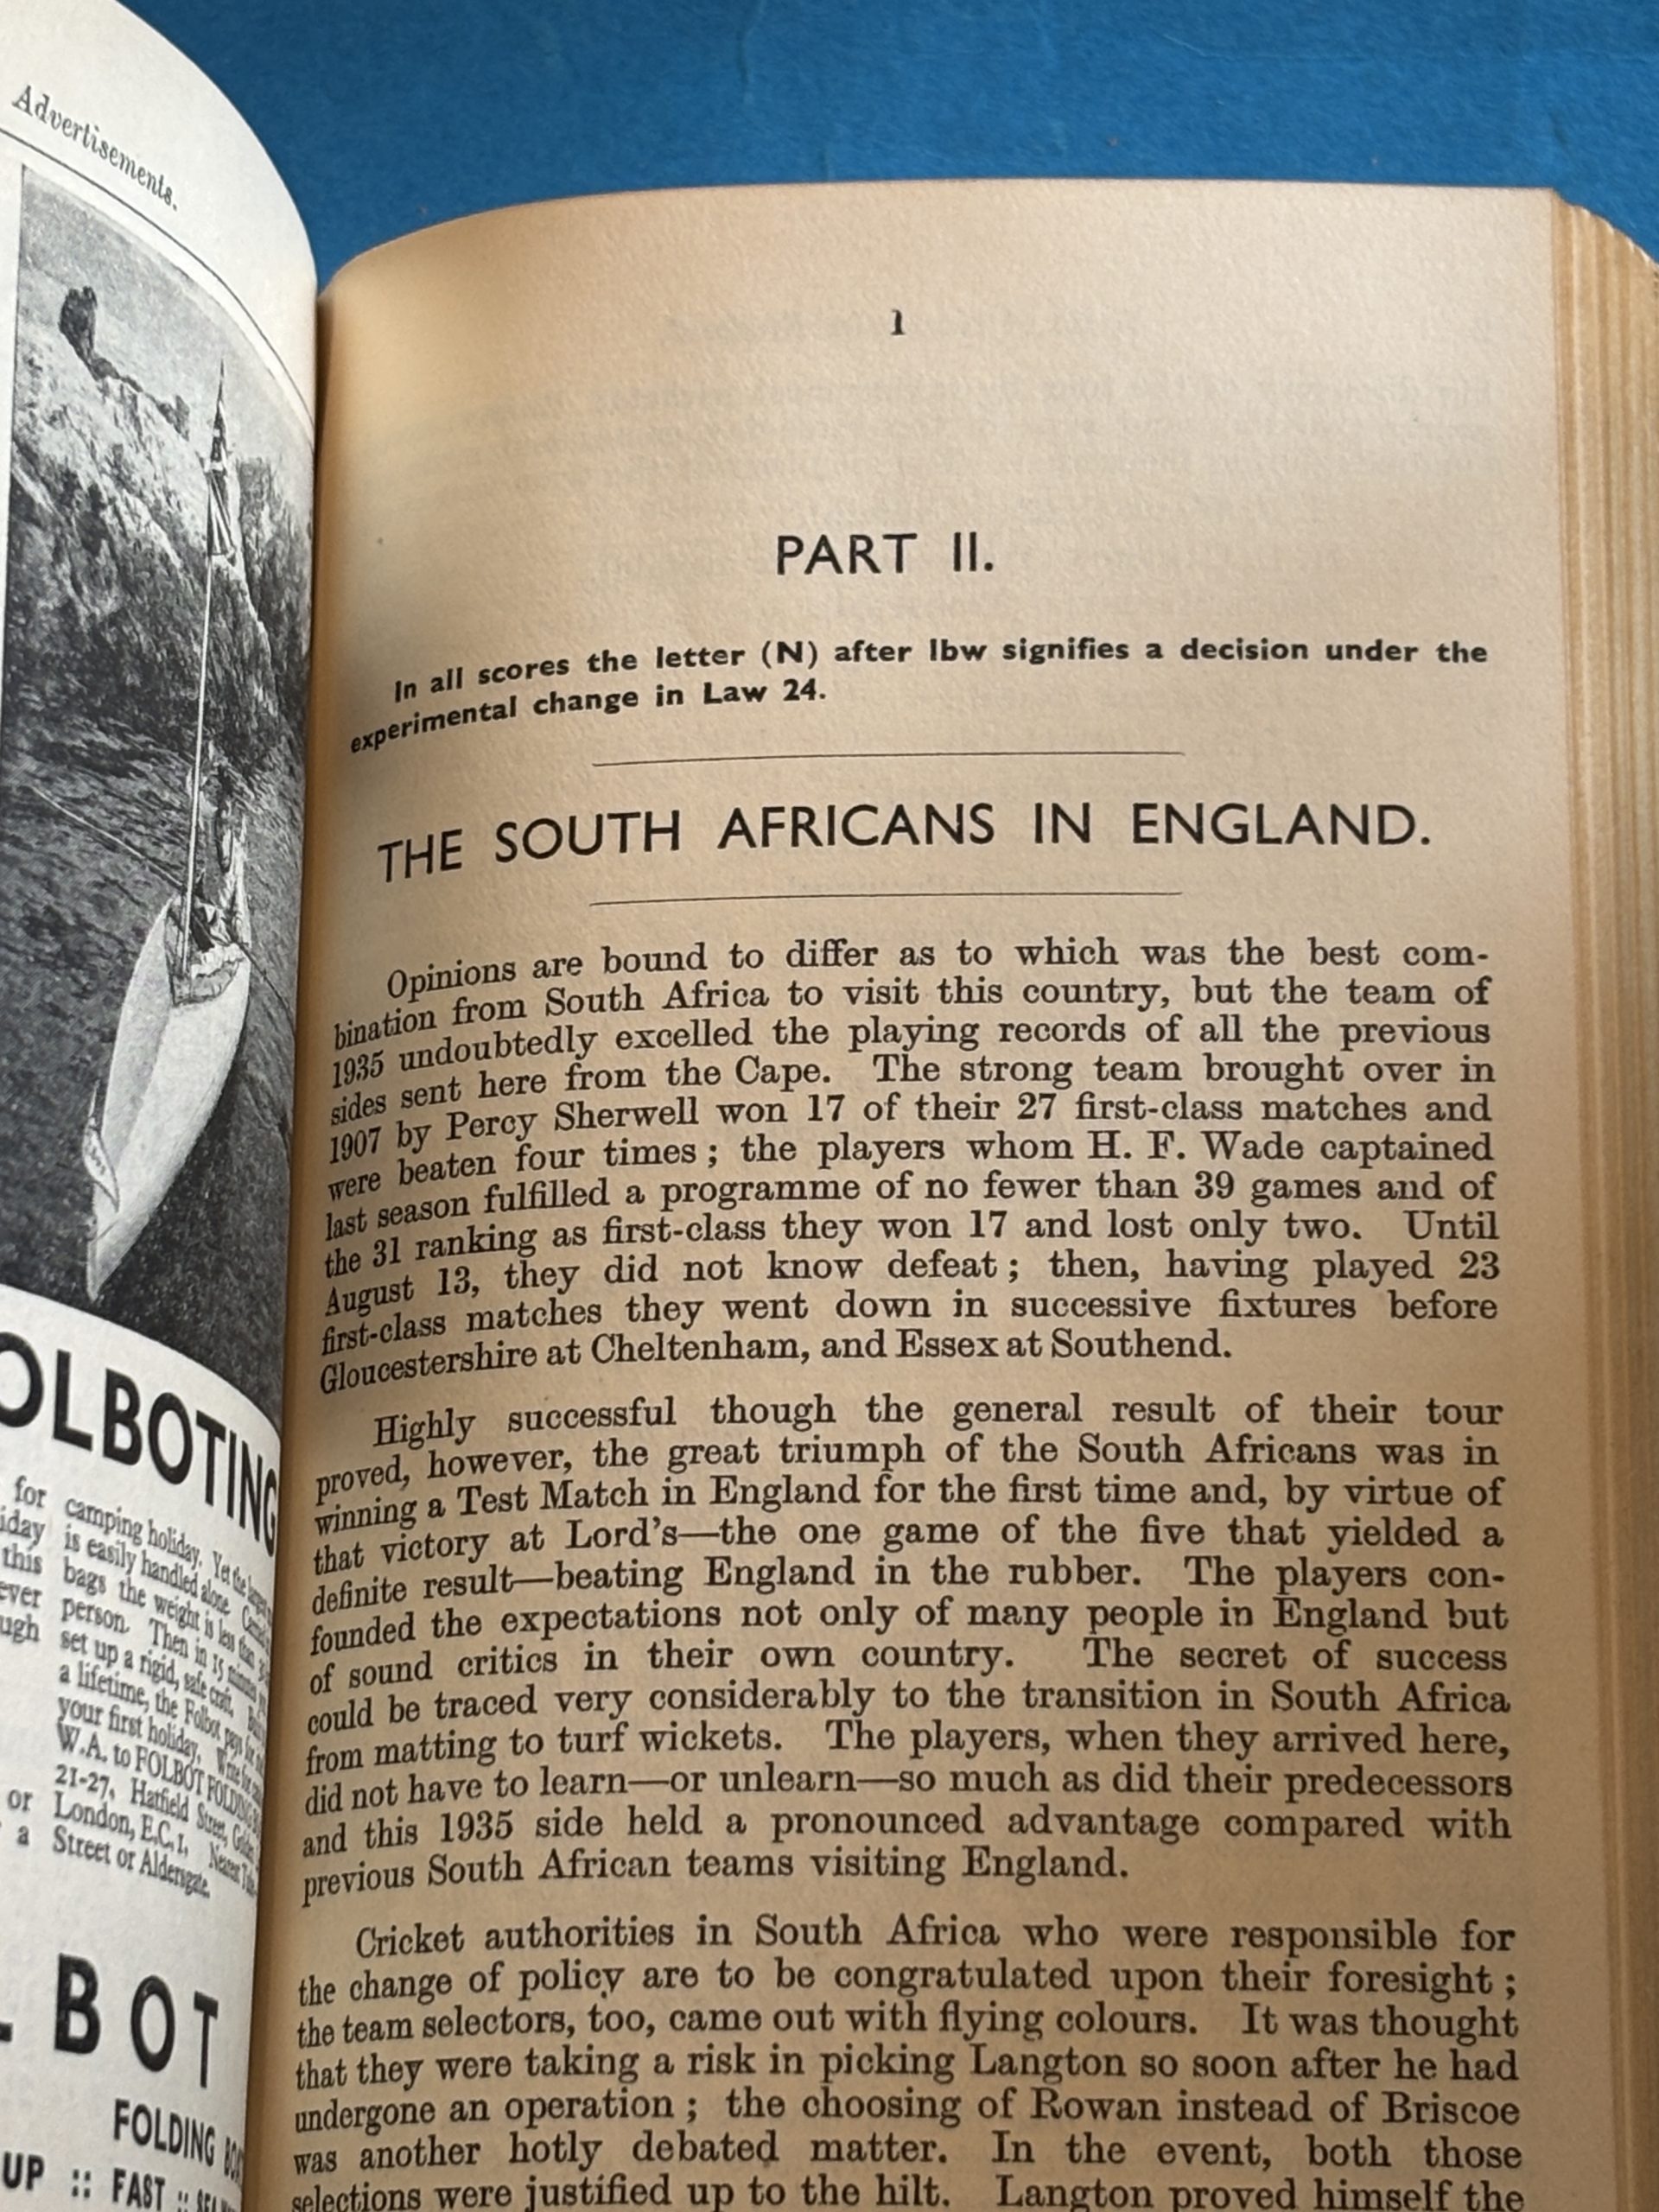 Advertisements.
OLBOTING
for camping holiday. Yet the
iday is easily handled alone.
this bags the weight is less than
ever person. Then in 15
ugh set up a rigid, safe craft.
a lifetime, the Folbot pays for
your first holiday. Write for
W.A. to FOLBOT FOLDING
21-27, Hatfield Street,
or London, E.C.1. Nearest
a Street or Aldersgate.
BOT
FOLDING
UP :: FAST ::
1
PART II.
In all scores the letter (N) after lbw signifies a decision under the
experimental change in Law 24.
THE SOUTH AFRICANS IN ENGLAND.
Opinions are bound to differ as to which was the best com-
bination from South Africa to visit this country, but the team of
1935 undoubtedly excelled the playing records of all the previous
sides sent here from the Cape. The strong team brought over in
1907 by Percy Sherwell won 17 of their 27 first-class matches and
were beaten four times ; the players whom H. F. Wade captained
last season fulfilled a programme of no fewer than 39 games and of
the 31 ranking as first-class they won 17 and lost only two. Until
August 13, they did not know defeat ; then, having played 23
first-class matches they went down in successive fixtures before
Gloucestershire at Cheltenham, and Essex at Southend.
Highly successful though the general result of their tour
proved, however, the great triumph of the South Africans was in
winning a Test Match in England for the first time and, by virtue of
that victory at Lord's—the one game of the five that yielded a
definite result—beating England in the rubber. The players con-
founded the expectations not only of many people in England but
of sound critics in their own country. The secret of success
could be traced very considerably to the transition in South Africa
from matting to turf wickets. The players, when they arrived here,
did not have to learn—or unlearn—so much as did their predecessors
and this 1935 side held a pronounced advantage compared with
previous South African teams visiting England.
Cricket authorities in South Africa who were responsible for
the change of policy are to be congratulated upon their foresight ;
the team selectors, too, came out with flying colours. It was thought
that they were taking a risk in picking Langton so soon after he had
undergone an operation ; the choosing of Rowan instead of Briscoe
was another hotly debated matter. In the event, both those
selections were justified up to the hilt. Langton proved himself the